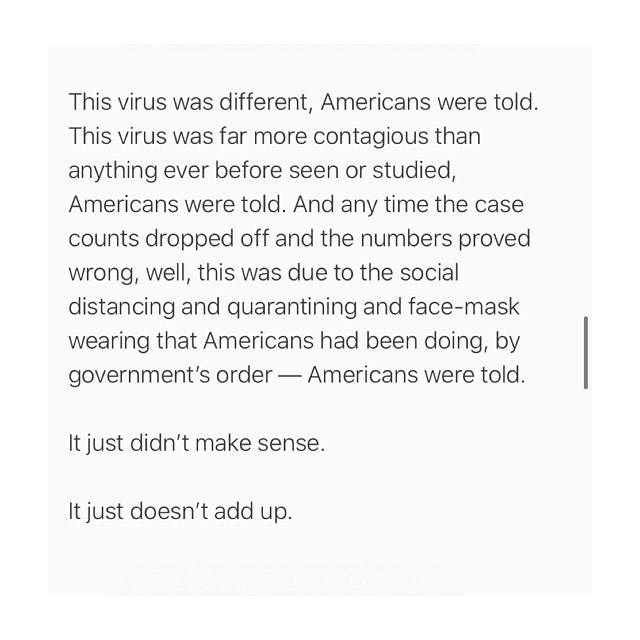 This virus was different, Americans were told.
This virus was far more contagious than
anything ever before seen or studied,
Americans were told. And any time the case
counts dropped off and the numbers proved
wrong, well, this was due to the social
distancing and quarantining and face-mask
wearing that Americans had been doing, by
government’s order — Americans were told.
It just didn’t make sense.
It just doesn’t add up.